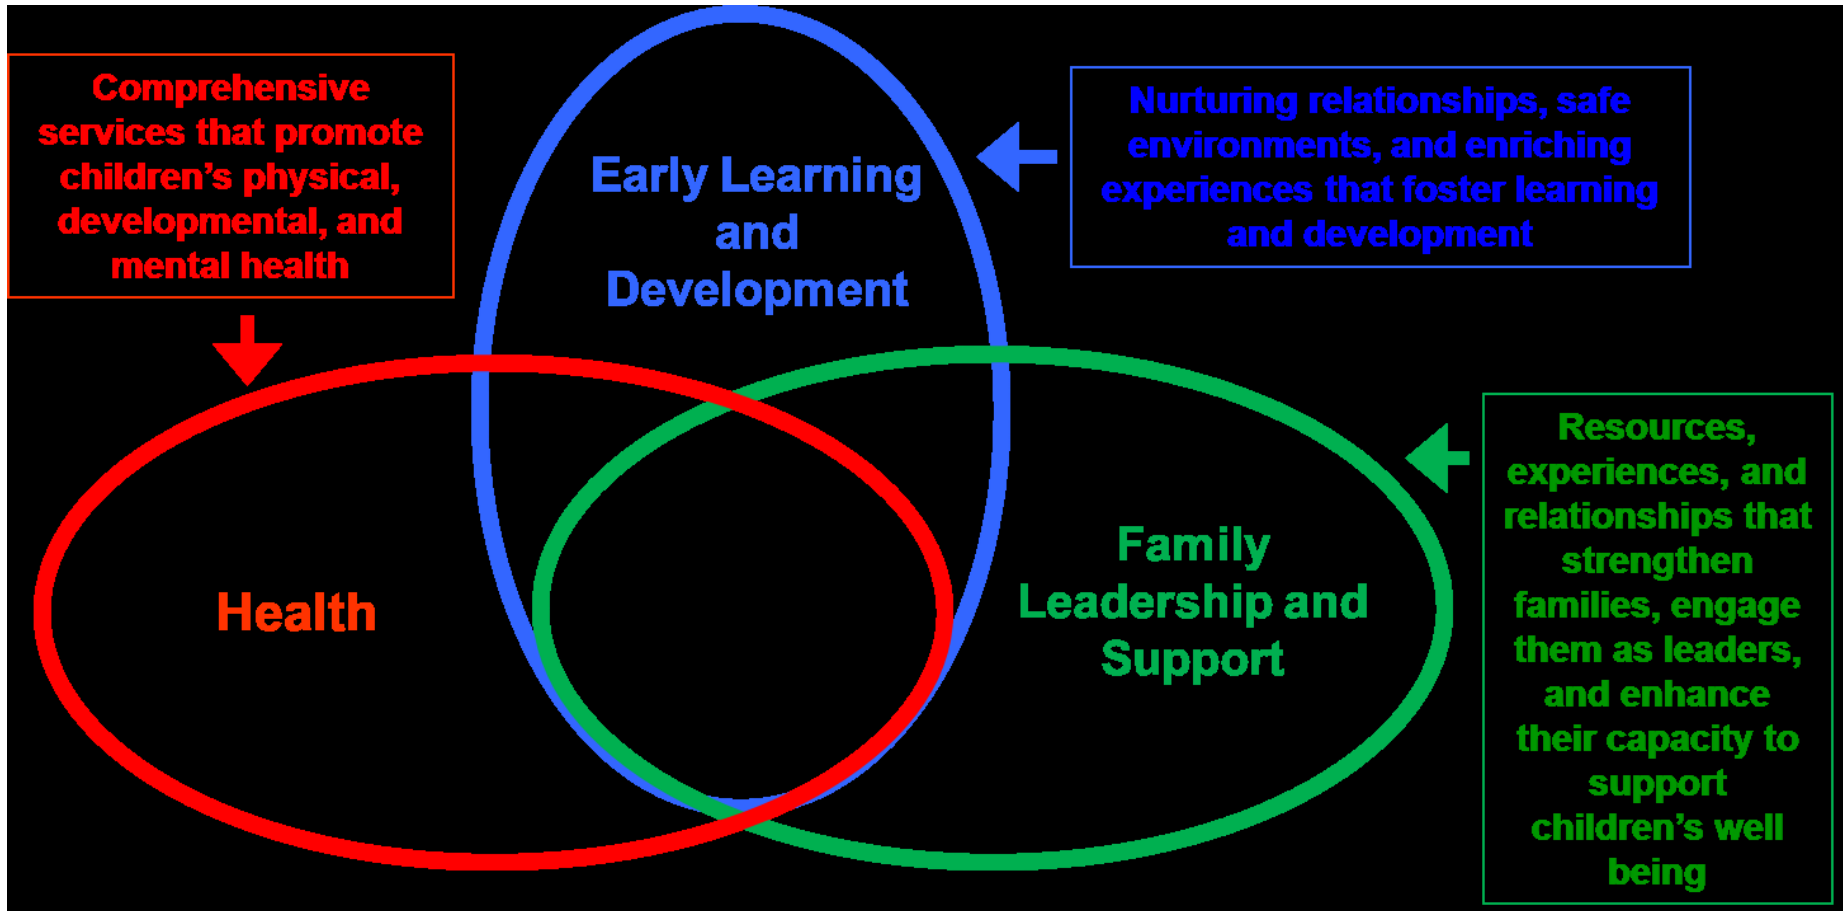 Comprehensive
services that promote
children’s physical,
developmental, and
mental health
Early Learning
and
Development
Nurturing relationships, safe
environments, and enriching
experiences that foster learning
and development
Health
Family
Leadership and
Support
Resources,
experiences, and
relationships that
strengthen
families, engage
them as leaders,
and enhance
their capacity to
support
children’s well
being